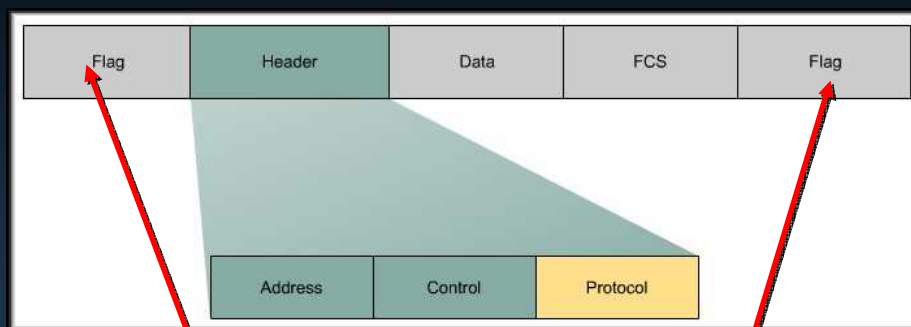 Flag Header Data FCS Flag
Address Control Protocol